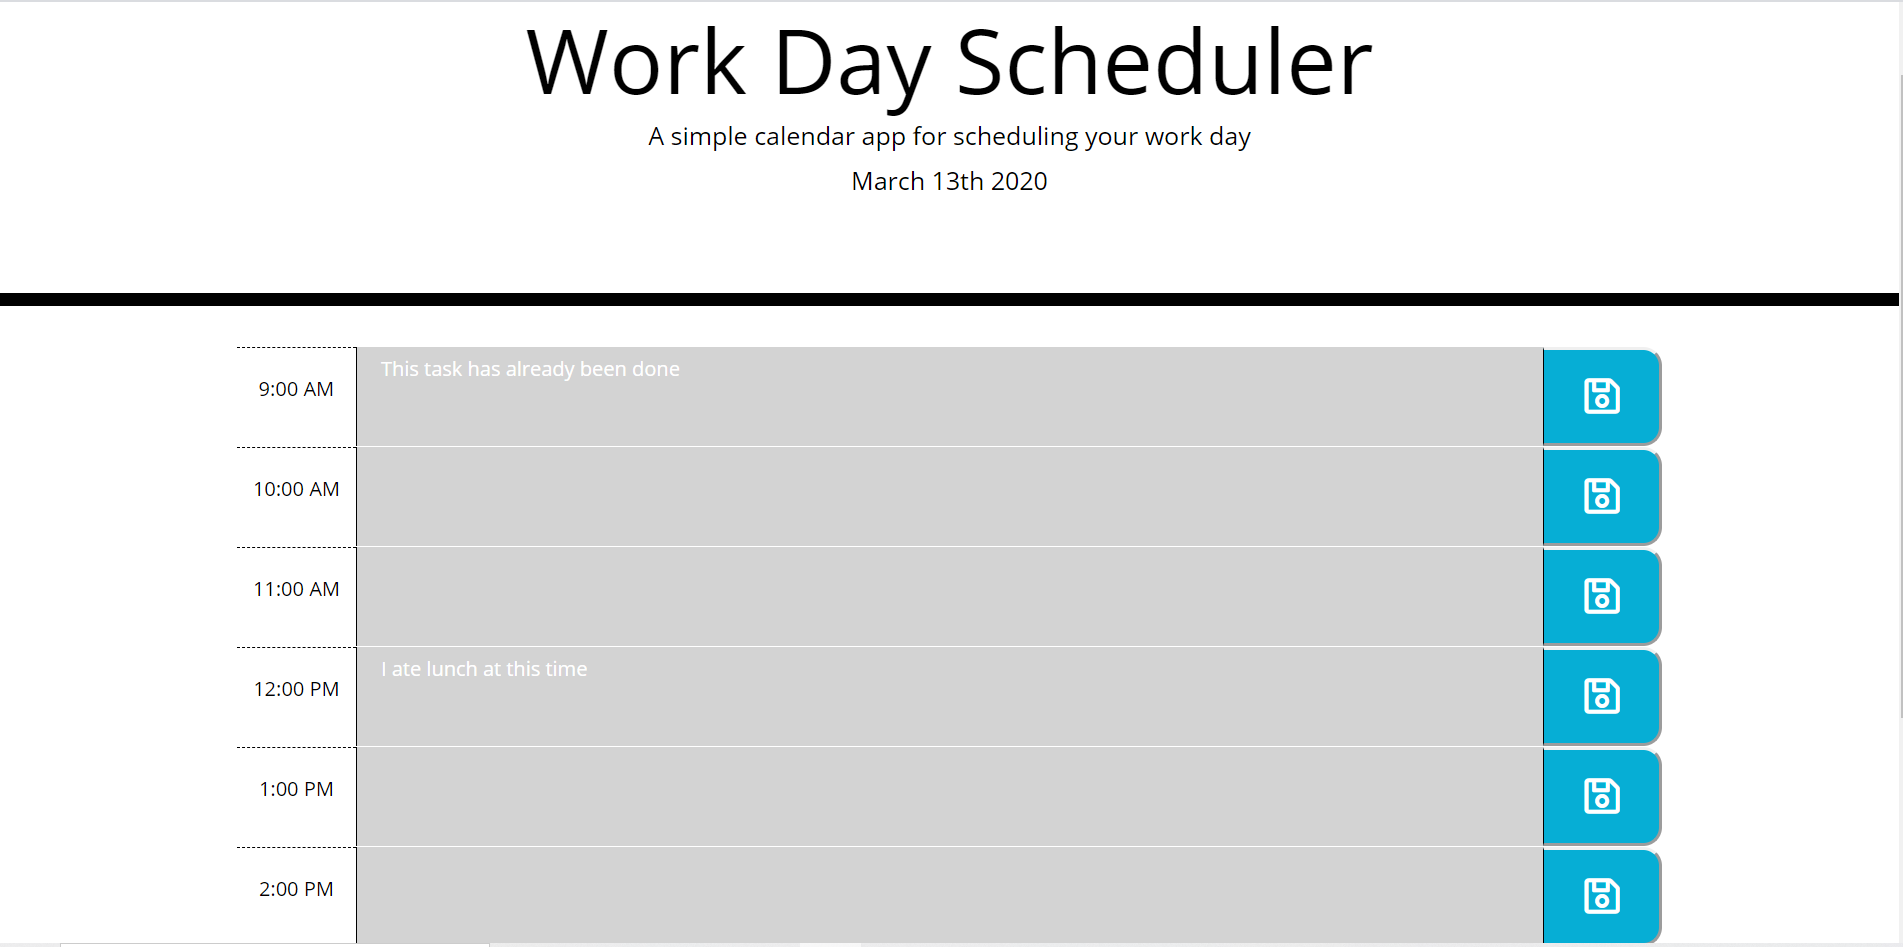 Work Day Scheduler
A simple calendar app for scheduling your work day
March 13th 2020
9:00 AM
This task has already been done
10:00 AM
11:00 AM
12:00 PM
I ate lunch at this time
1:00 PM
2:00 PM